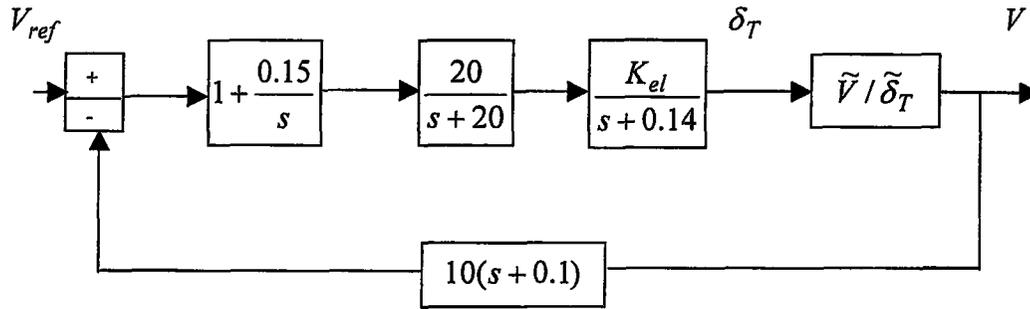 V_ref
δ_T
V
+
-
1 + 0.15/s
20/(s + 20)
K_el/(s + 0.14)
Ṽ / δ̃_T
10(s + 0.1)